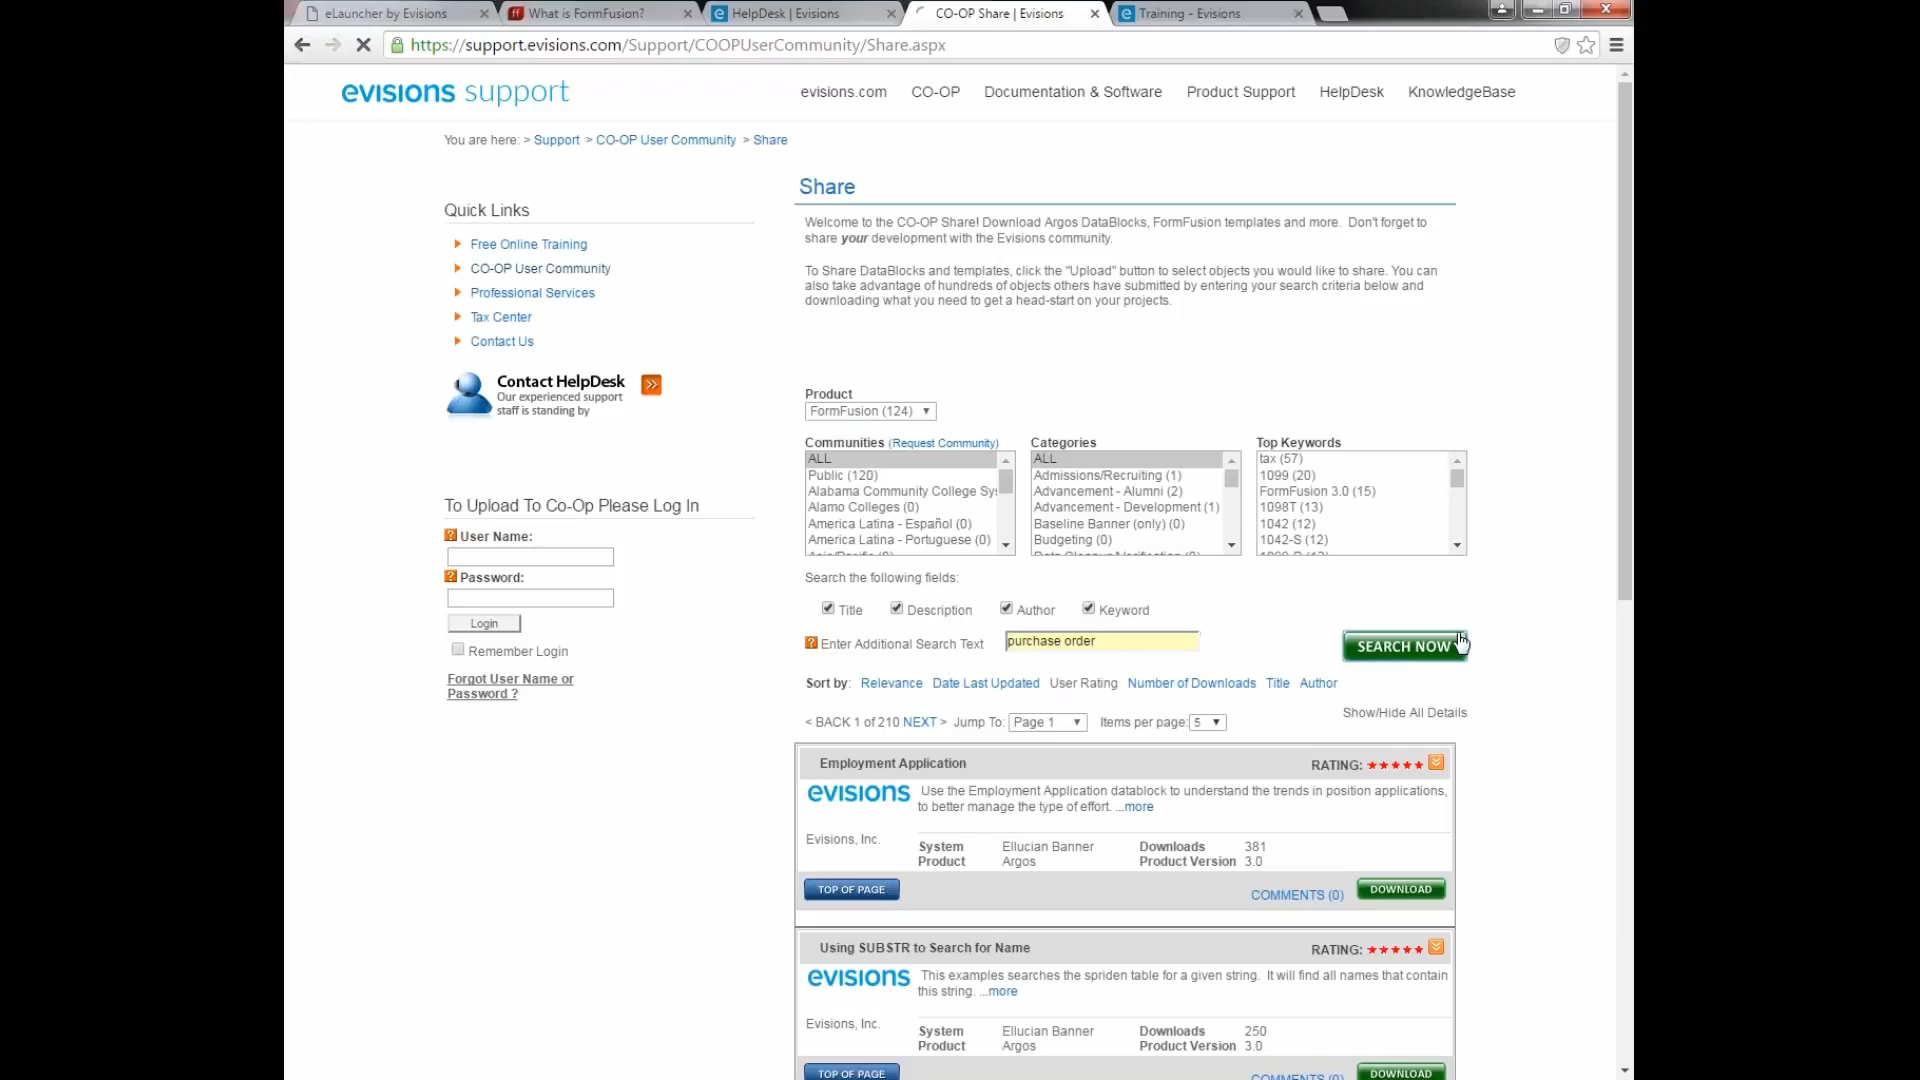 eLauncher by Evisions
What is FormFusion?
HelpDesk | Evisions
CO-OP Share | Evisions
Training - Evisions
https://support.evisions.com/Support/COOPUserCommunity/Share.aspx
evisions support
evisions.com CO-OP Documentation & Software Product Support HelpDesk KnowledgeBase
You are here: > Support > CO-OP User Community > Share
Quick Links
Free Online Training
CO-OP User Community
Professional Services
Tax Center
Contact Us
Contact HelpDesk
Our experienced support
staff is standing by
To Upload To Co-Op Please Log In
User Name:
Password:
Login
Remember Login
Forgot User Name or
Password ?
Share
Welcome to the CO-OP Share! Download Argos DataBlocks, FormFusion templates and more. Don't forget to
share your development with the Evisions community.
To Share DataBlocks and templates, click the "Upload" button to select objects you would like to share. You can
also take advantage of hundreds of objects others have submitted by entering your search criteria below and
downloading what you need to get a head-start on your projects.
Product
FormFusion (124)
Communities (Request Community)
ALL
Public (120)
Alabama Community College Sy
Alamo Colleges (0)
America Latina - Español (0)
America Latina - Portuguese (0)
Categories
ALL
Admissions/Recruiting (1)
Advancement - Alumni (2)
Advancement - Development (1)
Baseline Banner (only) (0)
Budgeting (0)
Top Keywords
tax (57)
1099 (20)
FormFusion 3.0 (15)
1098T (13)
1042 (12)
1042-S (12)
Search the following fields:
Title Description Author Keyword
Enter Additional Search Text purchase order SEARCH NOW
Sort by: Relevance Date Last Updated User Rating Number of Downloads Title Author
Show/Hide All Details
< BACK 1 of 210 NEXT > Jump To: Page 1 Items per page: 5
Employment Application RATING:
evisions Use the Employment Application datablock to understand the trends in position applications,
to better manage the type of effort. ...more
Evisions, Inc.
System Ellucian Banner Downloads 381
Product Argos Product Version 3.0
TOP OF PAGE COMMENTS (0) DOWNLOAD
Using SUBSTR to Search for Name RATING:
evisions This examples searches the spriden table for a given string. It will find all names that contain
this string. ...more
Evisions, Inc.
System Ellucian Banner Downloads 250
Product Argos Product Version 3.0
TOP OF PAGE COMMENTS (0) DOWNLOAD